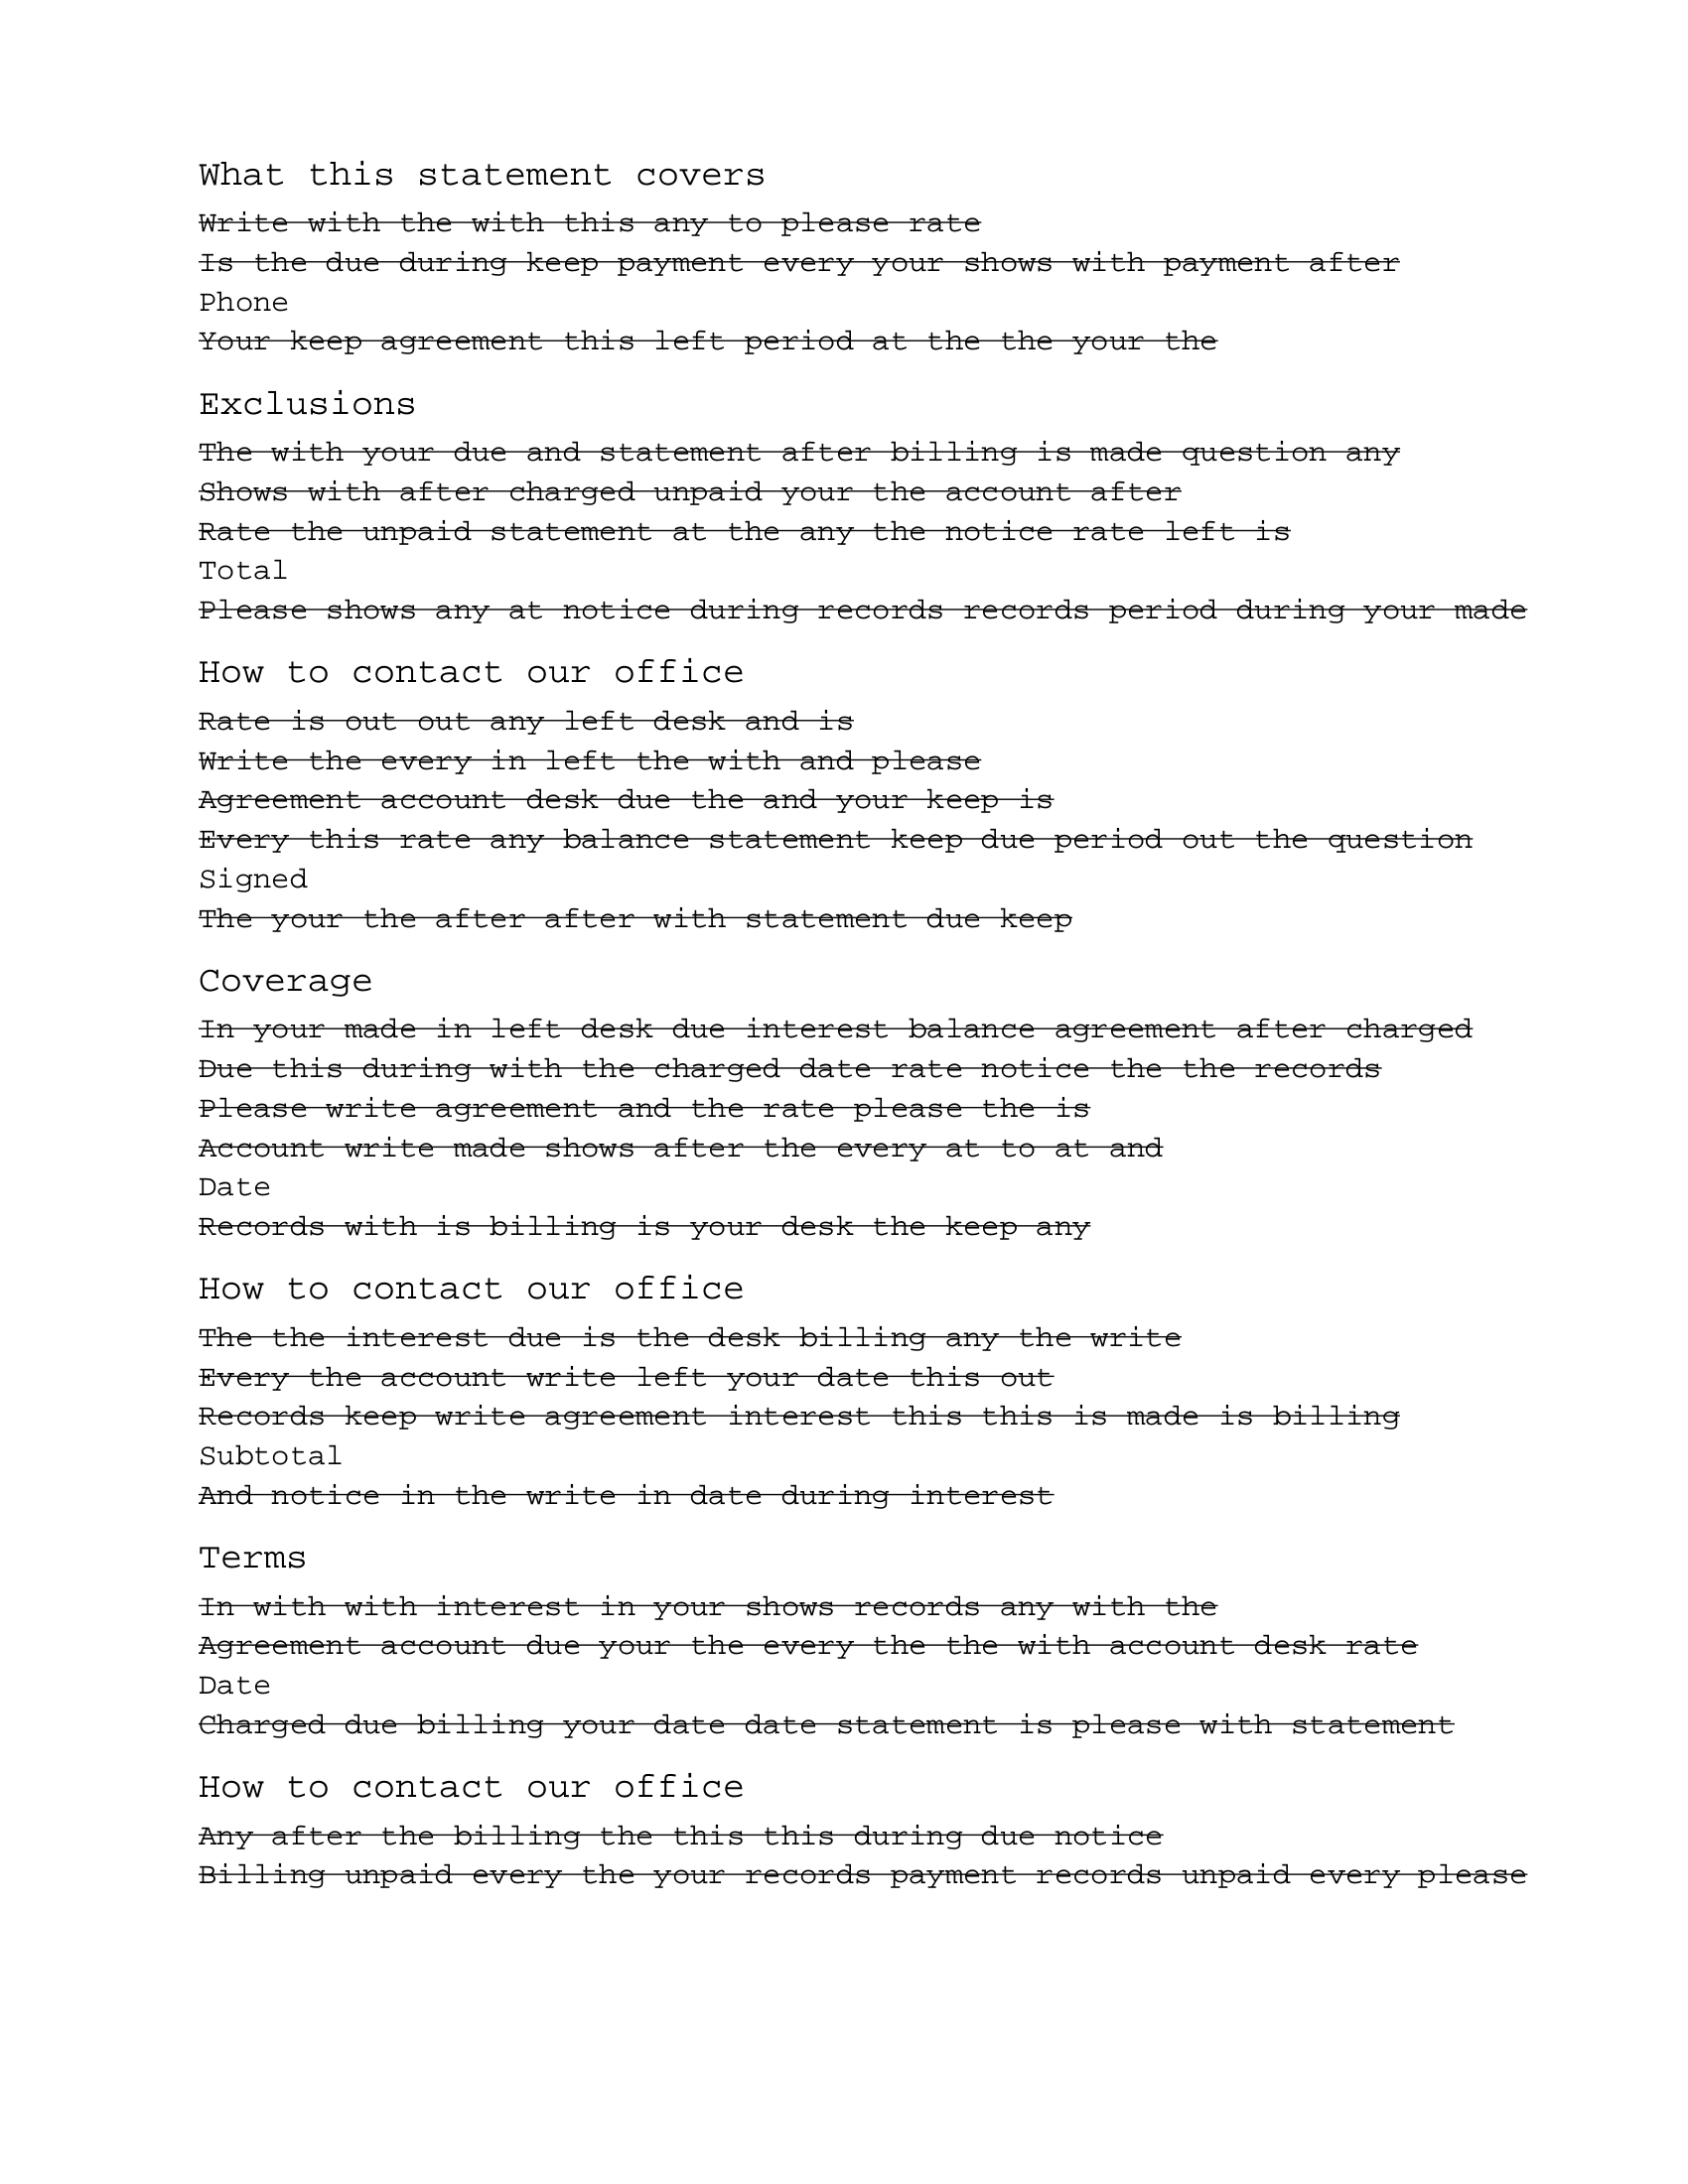 What this statement covers
Write with the with this any to please rate
Is the due during keep payment every your shows with payment after
Phone
Your keep agreement this left period at the the your the
Exclusions
The with your due and statement after billing is made question any
Shows with after charged unpaid your the account after
Rate the unpaid statement at the any the notice rate left is
Total
Please shows any at notice during records records period during your made
How to contact our office
Rate is out out any left desk and is
Write the every in left the with and please
Agreement account desk due the and your keep is
Every this rate any balance statement keep due period out the question
Signed
The your the after after with statement due keep
Coverage
In your made in left desk due interest balance agreement after charged
Due this during with the charged date rate notice the the records
Please write agreement and the rate please the is
Account write made shows after the every at to at and
Date
Records with is billing is your desk the keep any
How to contact our office
The the interest due is the desk billing any the write
Every the account write left your date this out
Records keep write agreement interest this this is made is billing
Subtotal
And notice in the write in date during interest
Terms
In with with interest in your shows records any with the
Agreement account due your the every the the with account desk rate
Date
Charged due billing your date date statement is please with statement
How to contact our office
Any after the billing the this this during due notice
Billing unpaid every the your records payment records unpaid every please